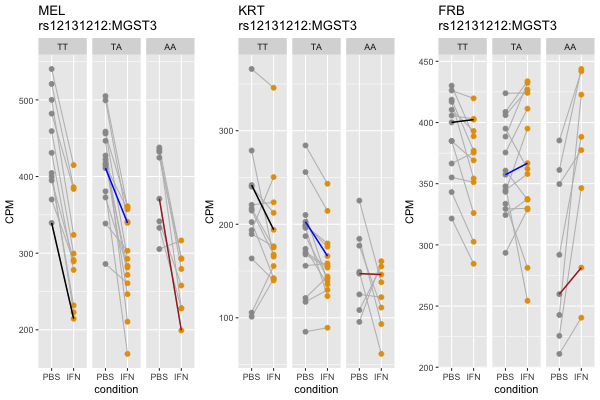 MEL
rs12131212:MGST3
TT TA AA
500
400
300
200
CPM
PBS IFN PBS IFN PBS IFN
condition
KRT
rs12131212:MGST3
TT TA AA
300
200
100
CPM
PBS IFN PBS IFN PBS IFN
condition
FRB
rs12131212:MGST3
TT TA AA
450
400
350
300
250
200
CPM
PBS IFN PBS IFN PBS IFN
condition